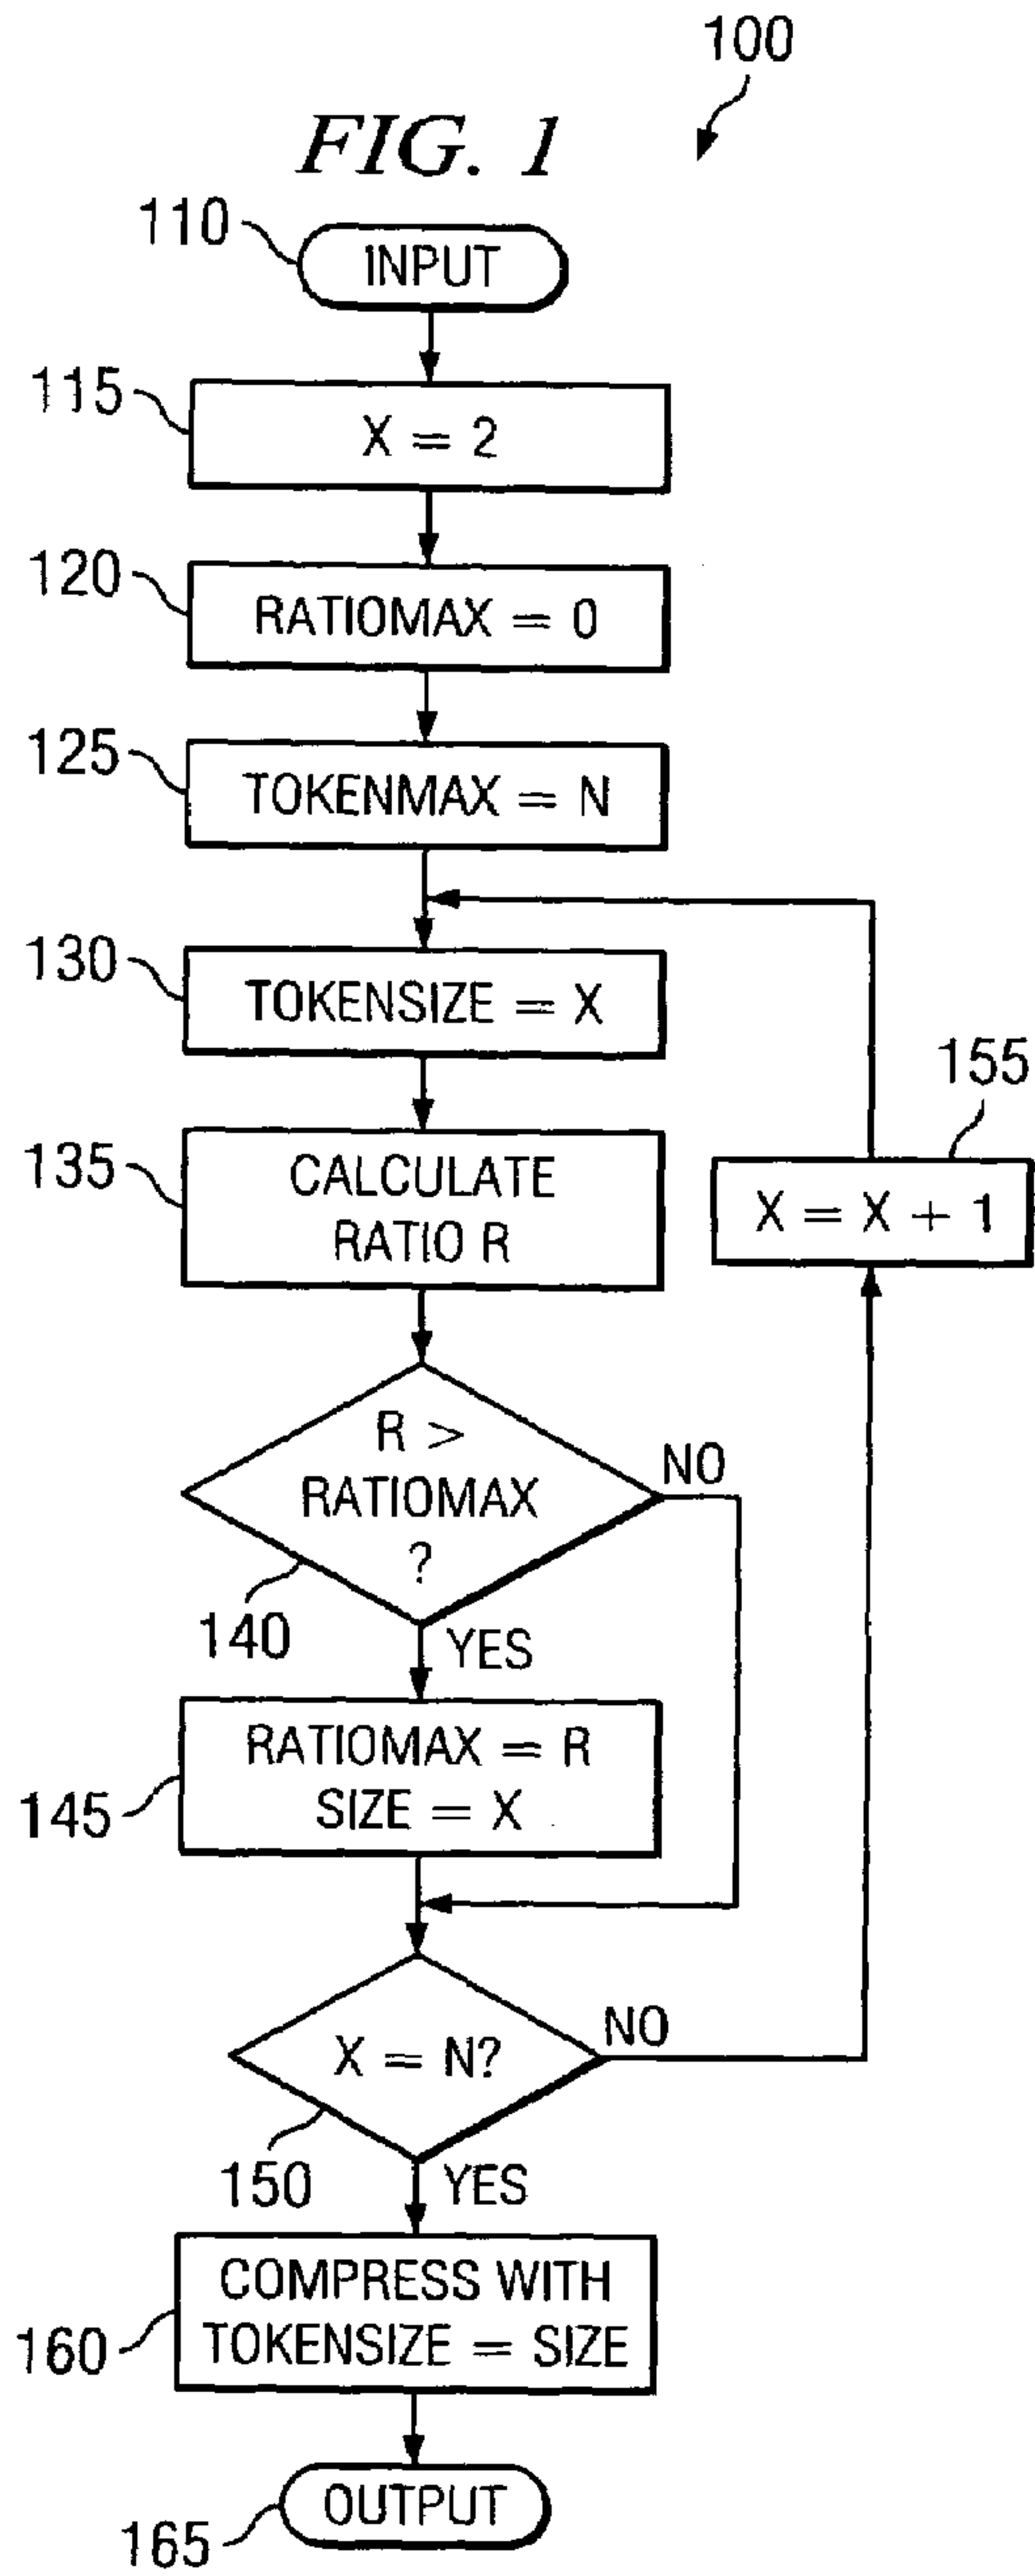 100
FIG. 1
110
INPUT
115
X = 2
120
RATIOMAX = 0
125
TOKENMAX = N
130
TOKENSIZE = X
155
135
CALCULATE
RATIO R
X = X + 1
R >
RATIOMAX
?
NO
140
YES
RATIOMAX = R
SIZE = X
145
X = N?
NO
150
YES
COMPRESS WITH
TOKENSIZE = SIZE
160
OUTPUT
165